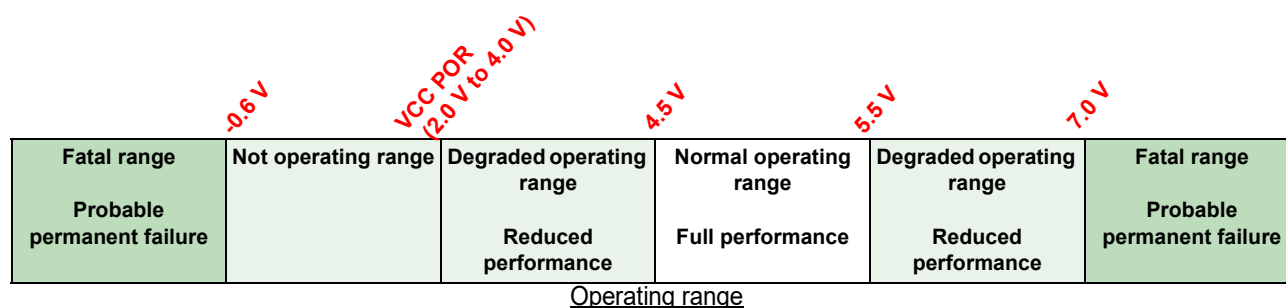 -0.6 V
VCC POR
(2.0 V to 4.0 V)
4.5 V
5.5 V
7.0 V
Fatal range
Probable
permanent failure
Not operating range
Degraded operating
range
Reduced
performance
Normal operating
range
Full performance
Degraded operating
range
Reduced
performance
Fatal range
Probable
permanent failure
Operating range